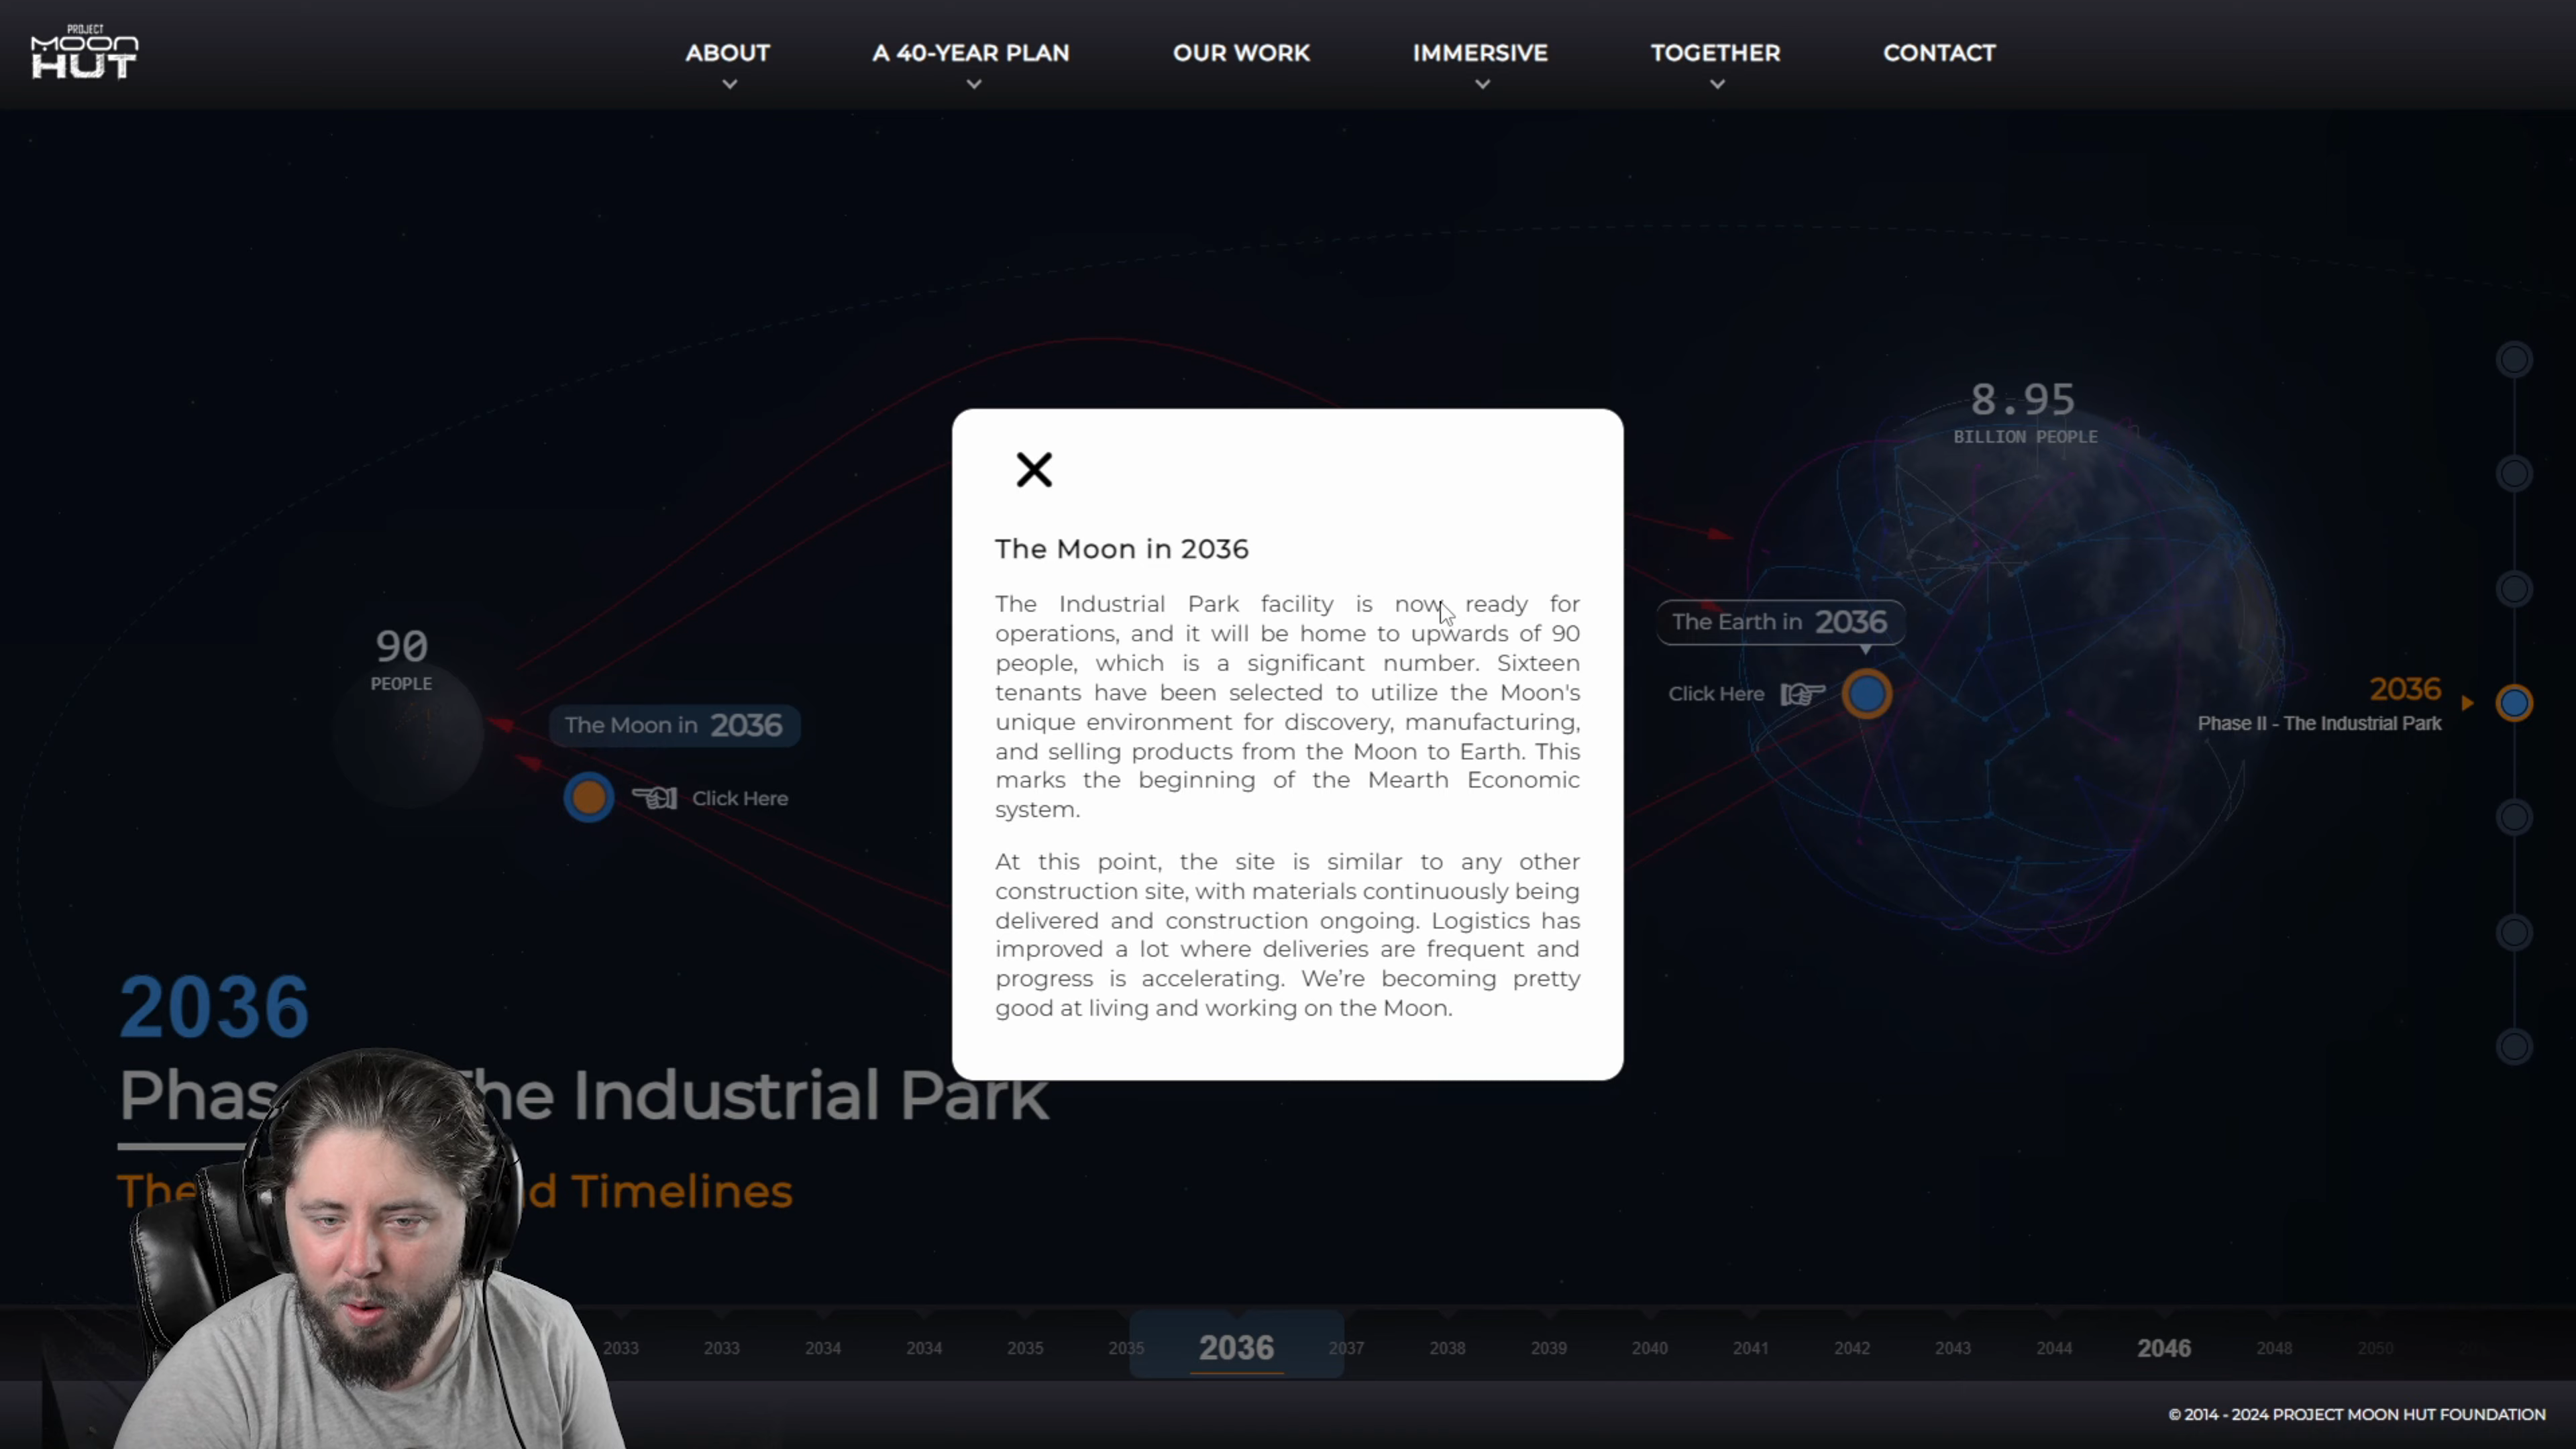 PROJECT
MOON
HUT
ABOUT
A 40-YEAR PLAN
OUR WORK
IMMERSIVE
TOGETHER
CONTACT
8.95
BILLION PEOPLE
The Moon in 2036
The Industrial Park facility is now ready for
operations, and it will be home to upwards of 90
people, which is a significant number. Sixteen
tenants have been selected to utilize the Moon's
unique environment for discovery, manufacturing,
and selling products from the Moon to Earth. This
marks the beginning of the Mearth Economic
system.
At this point, the site is similar to any other
construction site, with materials continuously being
delivered and construction ongoing. Logistics has
improved a lot where deliveries are frequent and
progress is accelerating. We're becoming pretty
good at living and working on the Moon.
90
PEOPLE
The Moon in 2036
Click Here
The Earth in 2036
Click Here
2036
Phase II - The Industrial Park
2036
Phas he Industrial Park
The d Timelines
2033 2033 2034 2034 2035 2035 2036 2037 2038 2039 2040 2041 2042 2043 2044 2046 2048 2050
© 2014 - 2024 PROJECT MOON HUT FOUNDATION